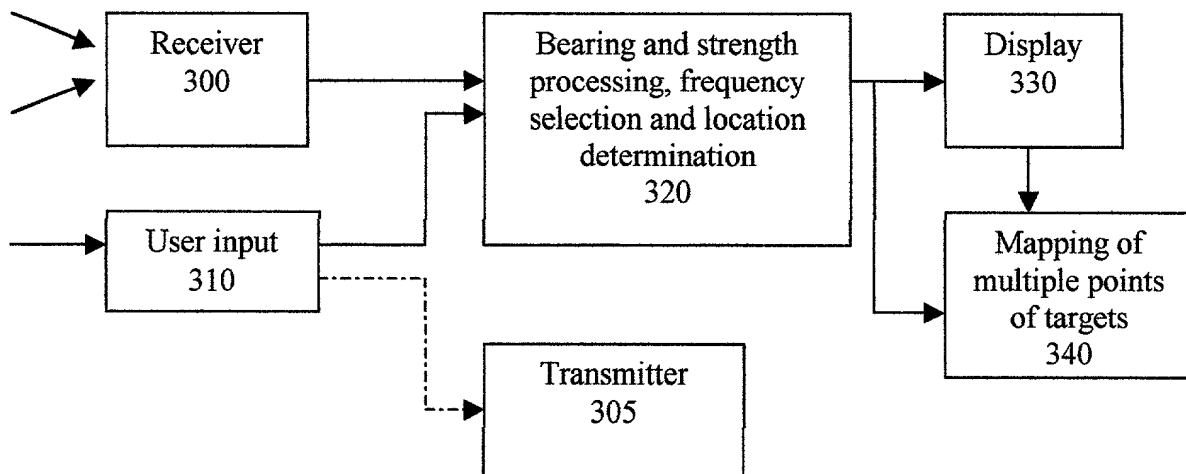 Receiver
300
Bearing and strength
processing, frequency
selection and location
determination
320
Display
330
User input
310
Mapping of
multiple points
of targets
340
Transmitter
305